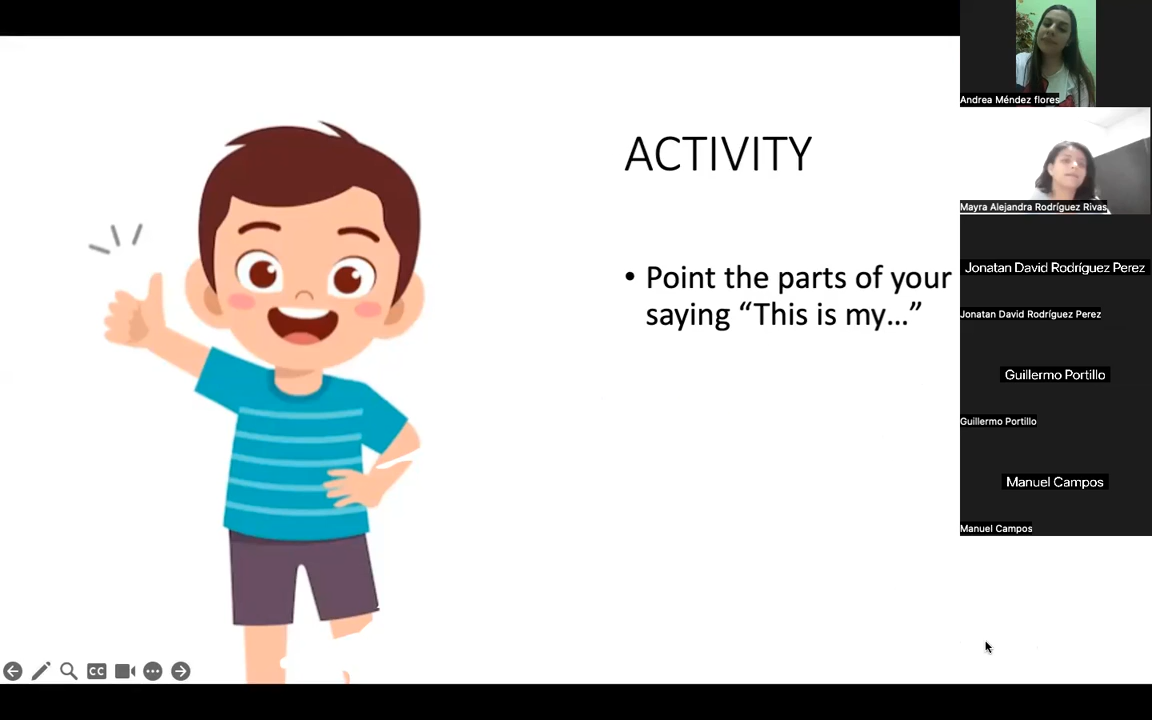 ACTIVITY
• Point the parts of your
saying “This is my...”
Andrea Méndez flores
Mayra Alejandra Rodríguez Rivas
Jonatan David Rodríguez Perez
Jonatan David Rodríguez Perez
Guillermo Portillo
Guillermo Portillo
Manuel Campos
Manuel Campos
CC